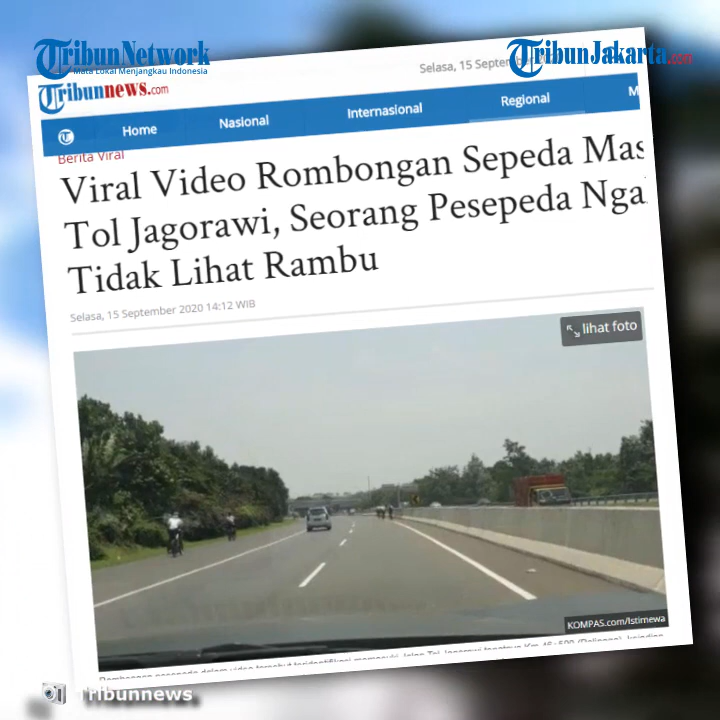 TribunNetwork
Mata Lokal Menjangkau Indonesia
TribunJakarta.com
Selasa, 15 Septem
Tribunnews.com
Home Nasional Internasional Regional M
Berita Viral
Viral Video Rombongan Sepeda Mas
Tol Jagorawi, Seorang Pesepeda Nga
Tidak Lihat Rambu
Selasa, 15 September 2020 14:12 WIB
lihat foto
KOMPAS.com/Istimewa
Tribunnews